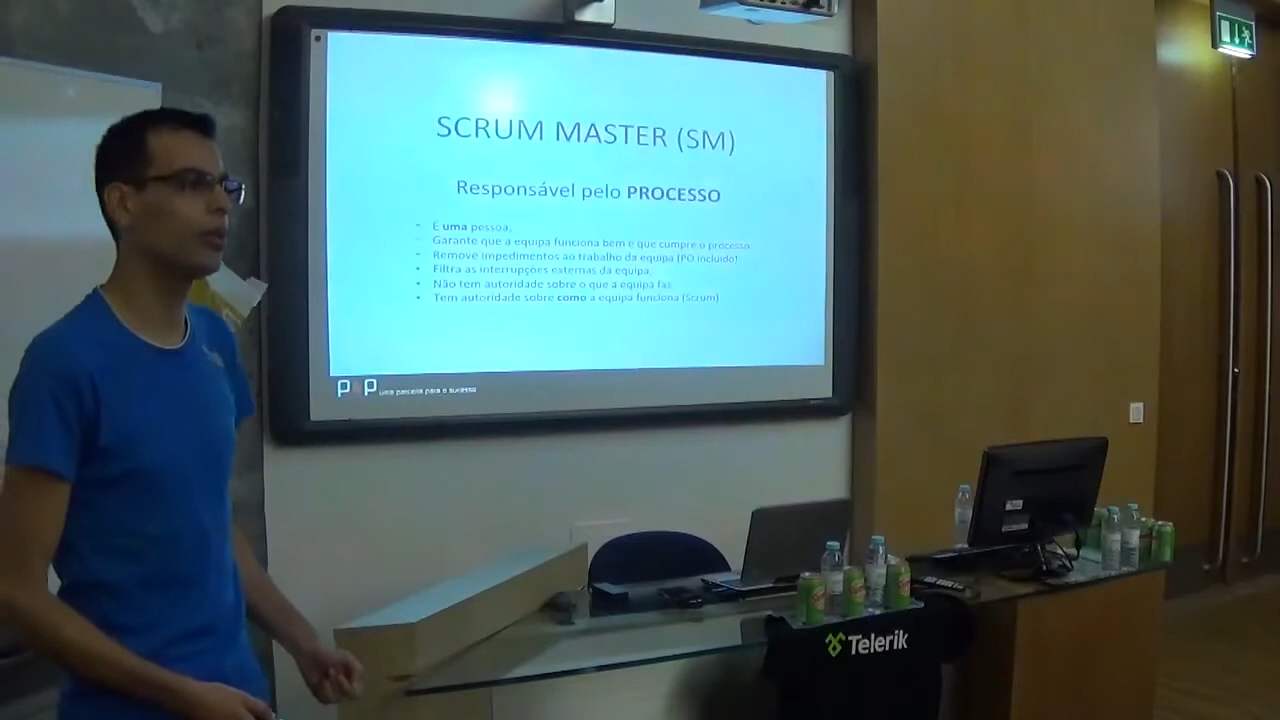 SCRUM MASTER (SM)
Responsável pelo PROCESSO
- É uma pessoa,
- Garante que a equipa funciona bem e que cumpre o processo
• Remove impedimentos ao trabalho da equipa (PO incluido)
• Filtra as interrupções externas da equipa,
• Não tem autoridade sobre o que a equipa faz
• Tem autoridade sobre como a equipa funciona (Scrum)
uma parceria para o sucesso
Telerik